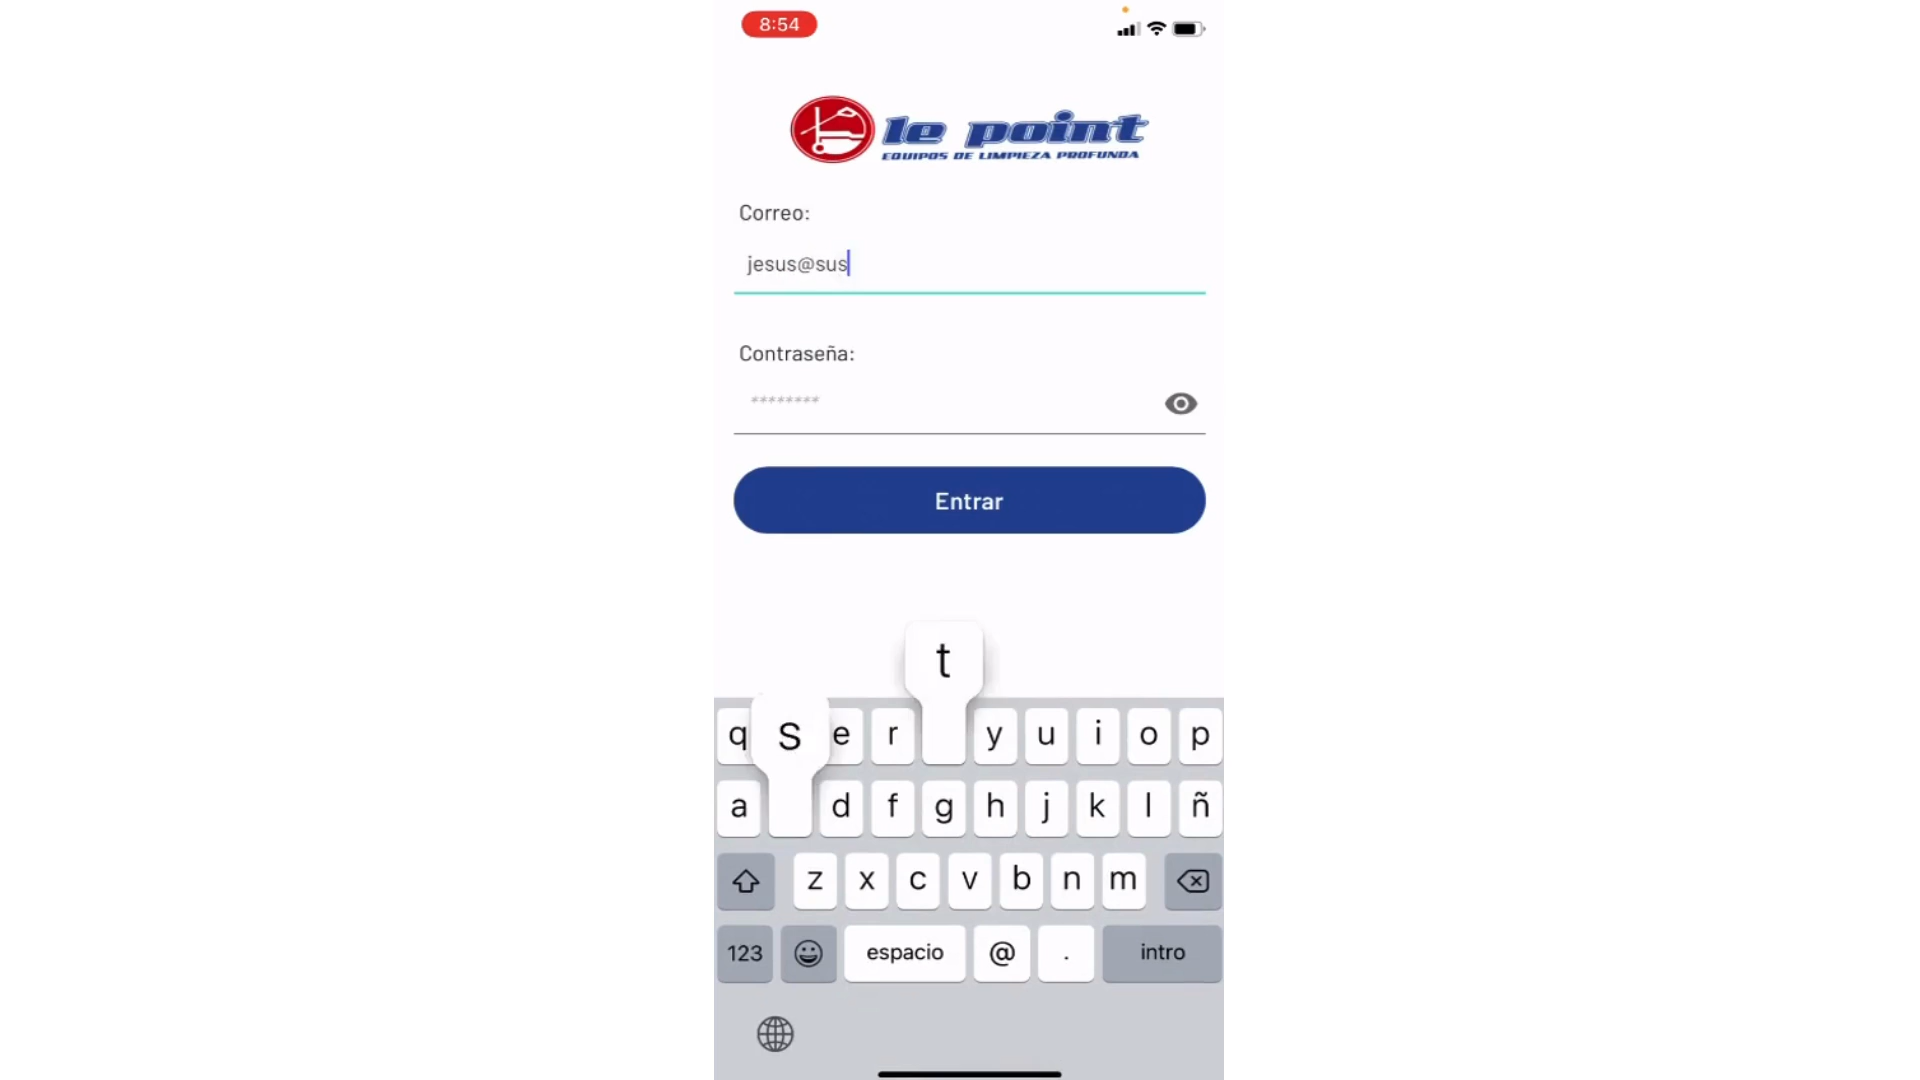 8:54
le point
EQUIPOS DE LIMPIEZA PROFUNDA
Correo:
jesus@sus
Contraseña:
********
Entrar
t
q s e r y u i o p
a d f g h j k l ñ
z x c v b n m
123 espacio @ . intro